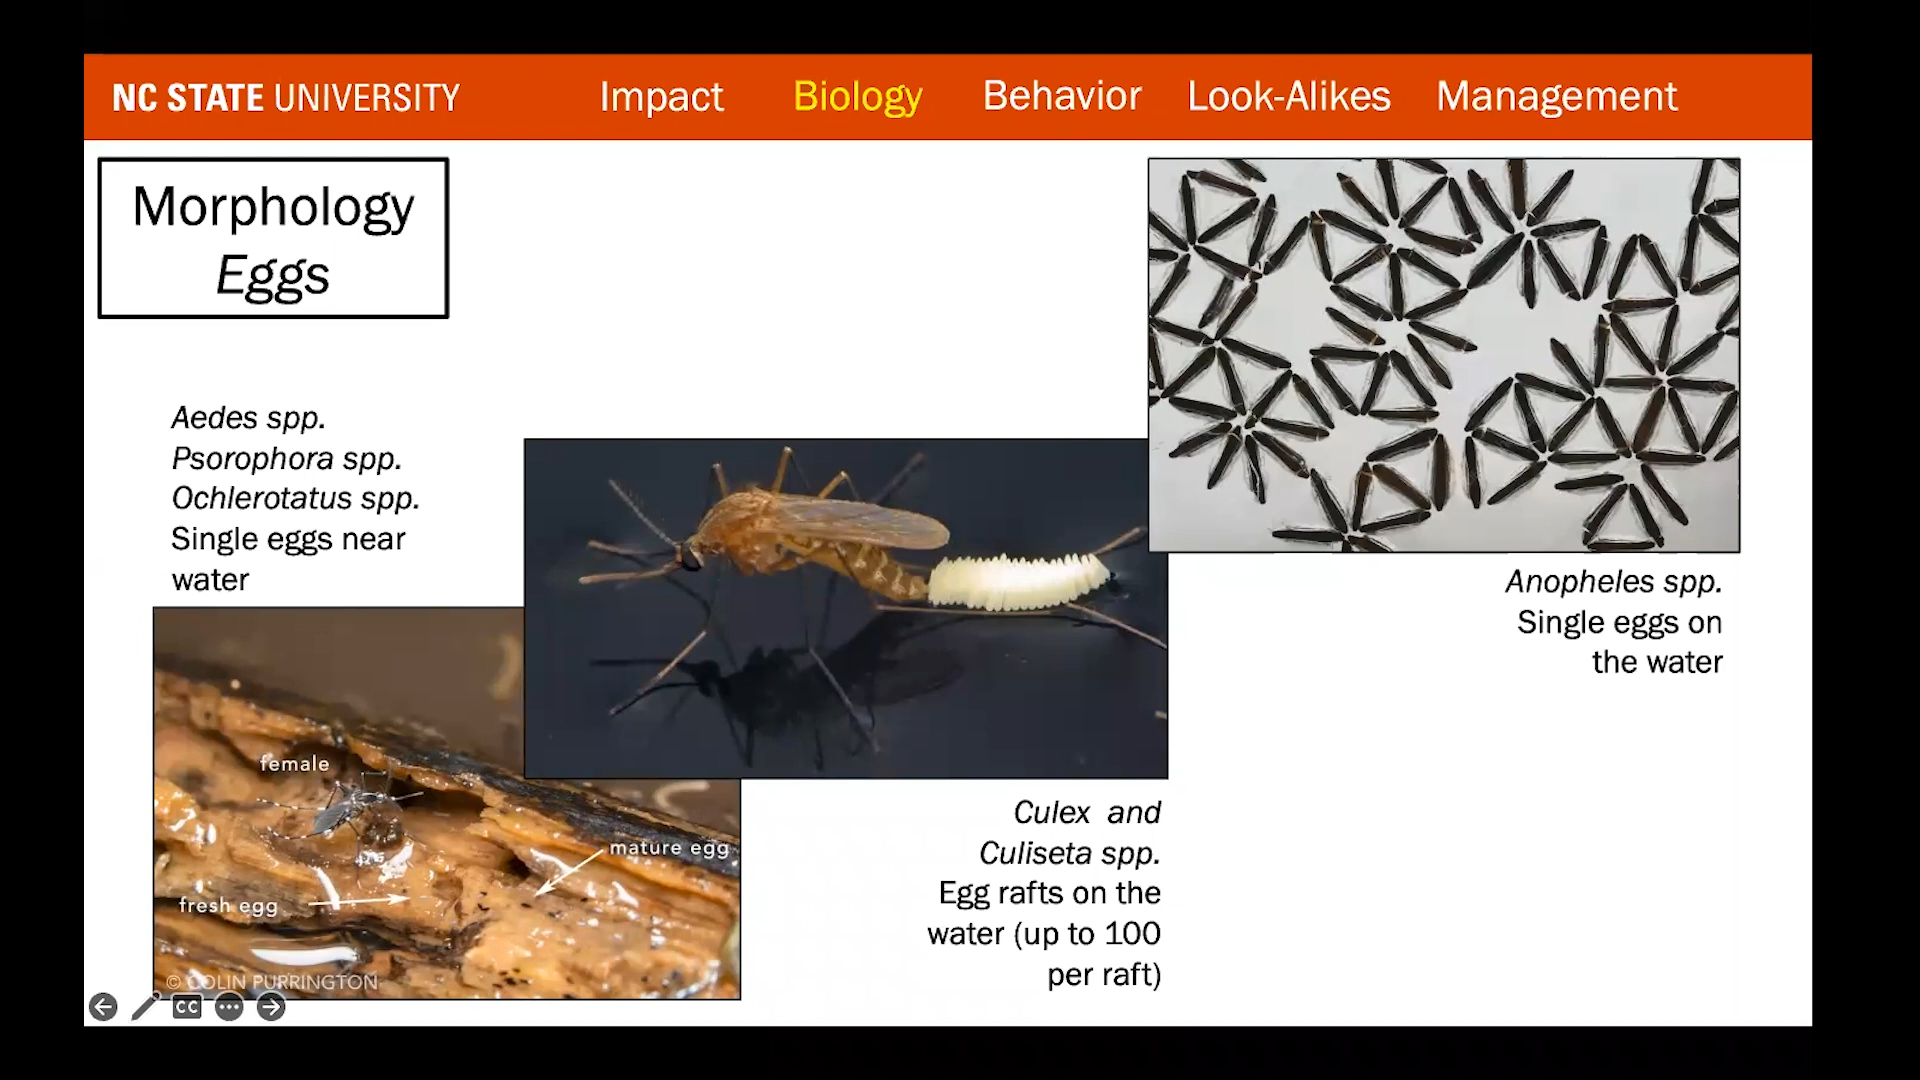 NC STATE UNIVERSITY
Impact
Biology
Behavior
Look-Alikes
Management
Morphology
Eggs
Aedes spp.
Psorophora spp.
Ochlerotatus spp.
Single eggs near
water
female
mature egg
fresh egg
© COLIN PURRINGTON
Culex and
Culiseta spp.
Egg rafts on the
water (up to 100
per raft)
Anopheles spp.
Single eggs on
the water
CC